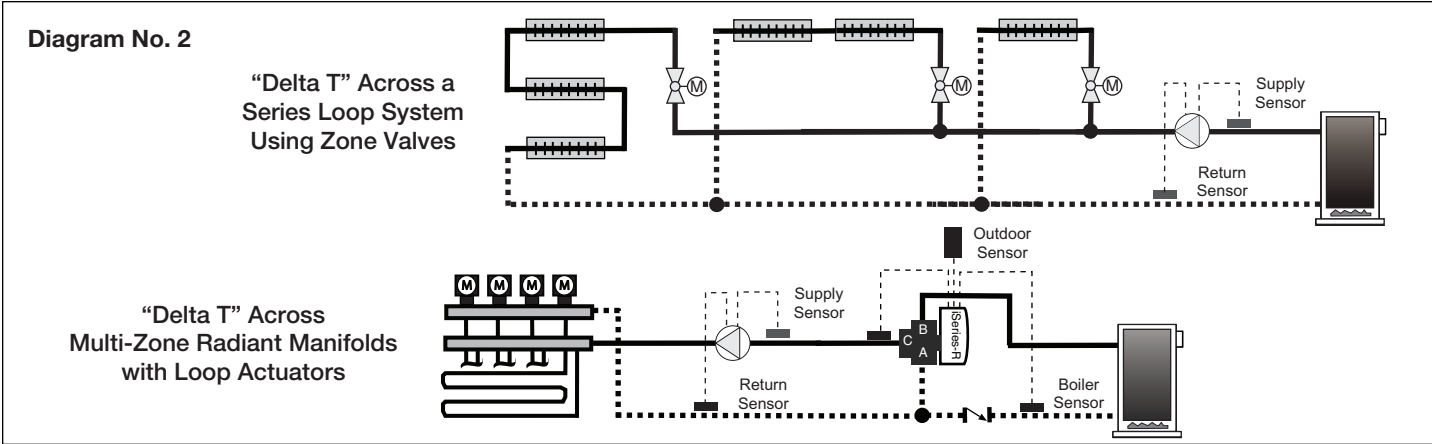 Diagram No. 2
“Delta T” Across a
Series Loop System
Using Zone Valves
M
M
M
Supply
Sensor
Return
Sensor
“Delta T” Across
Multi-Zone Radiant Manifolds
with Loop Actuators
M M M M
Supply
Sensor
Return
Sensor
Outdoor
Sensor
B
C
A
iSeries-R
Boiler
Sensor